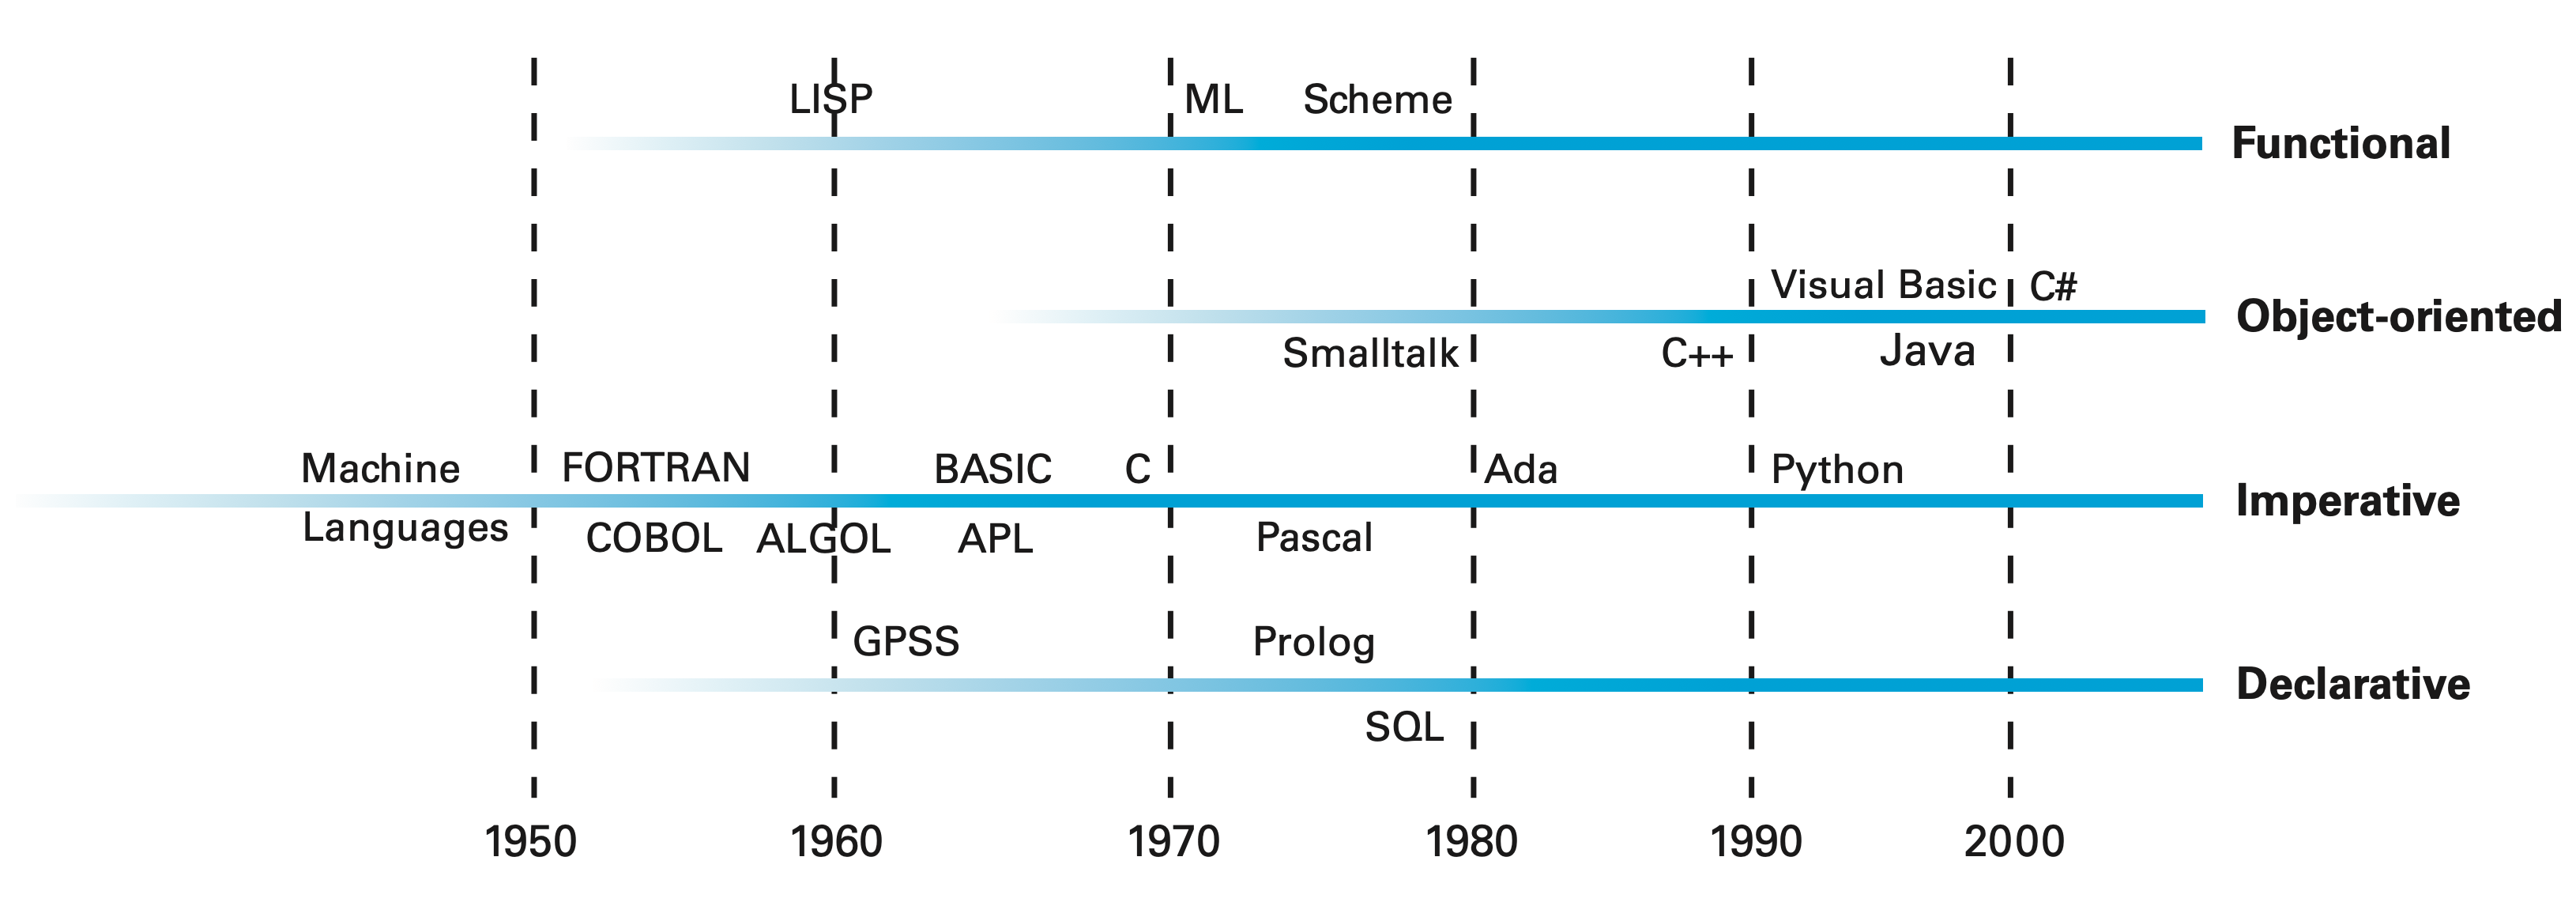 LISP ML Scheme
Functional
Visual Basic C#
Object-oriented
Smalltalk C++ Java
Machine FORTRAN BASIC C Ada Python
Imperative
Languages COBOL ALGOL APL Pascal
GPSS Prolog
Declarative
SQL
1950 1960 1970 1980 1990 2000